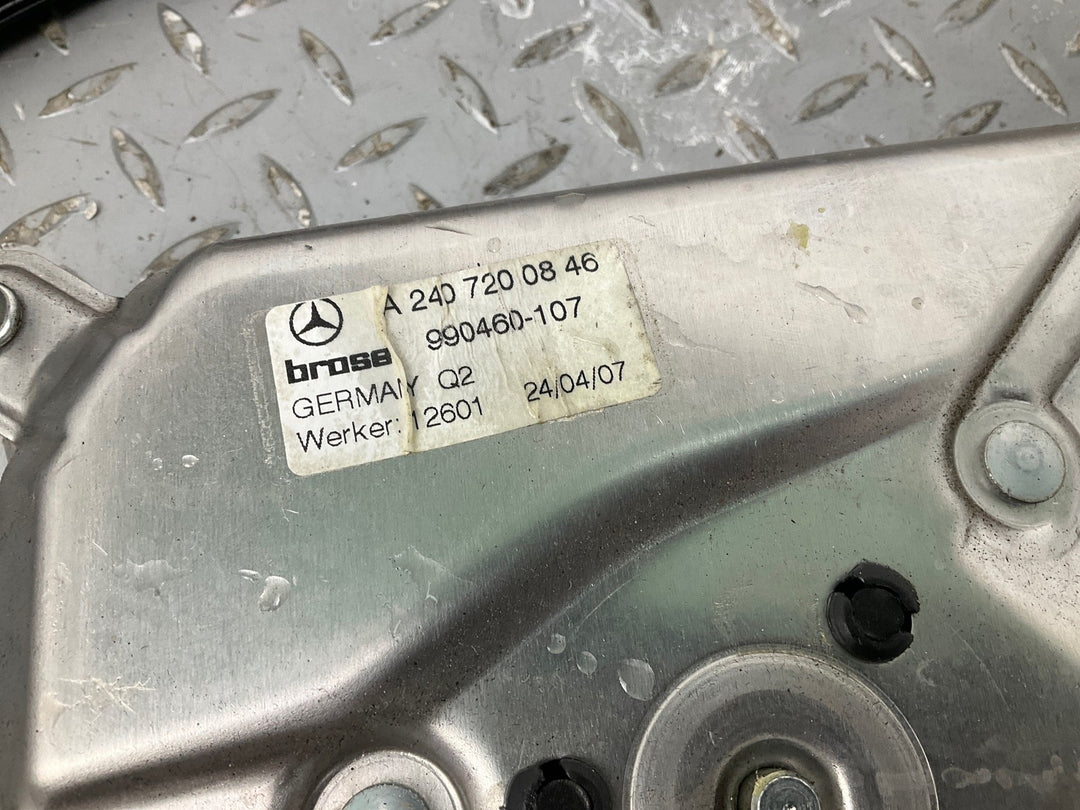 A 240 720 08 46
990460-107
brose
GERMANY Q2
Werker: 12601 24/04/07